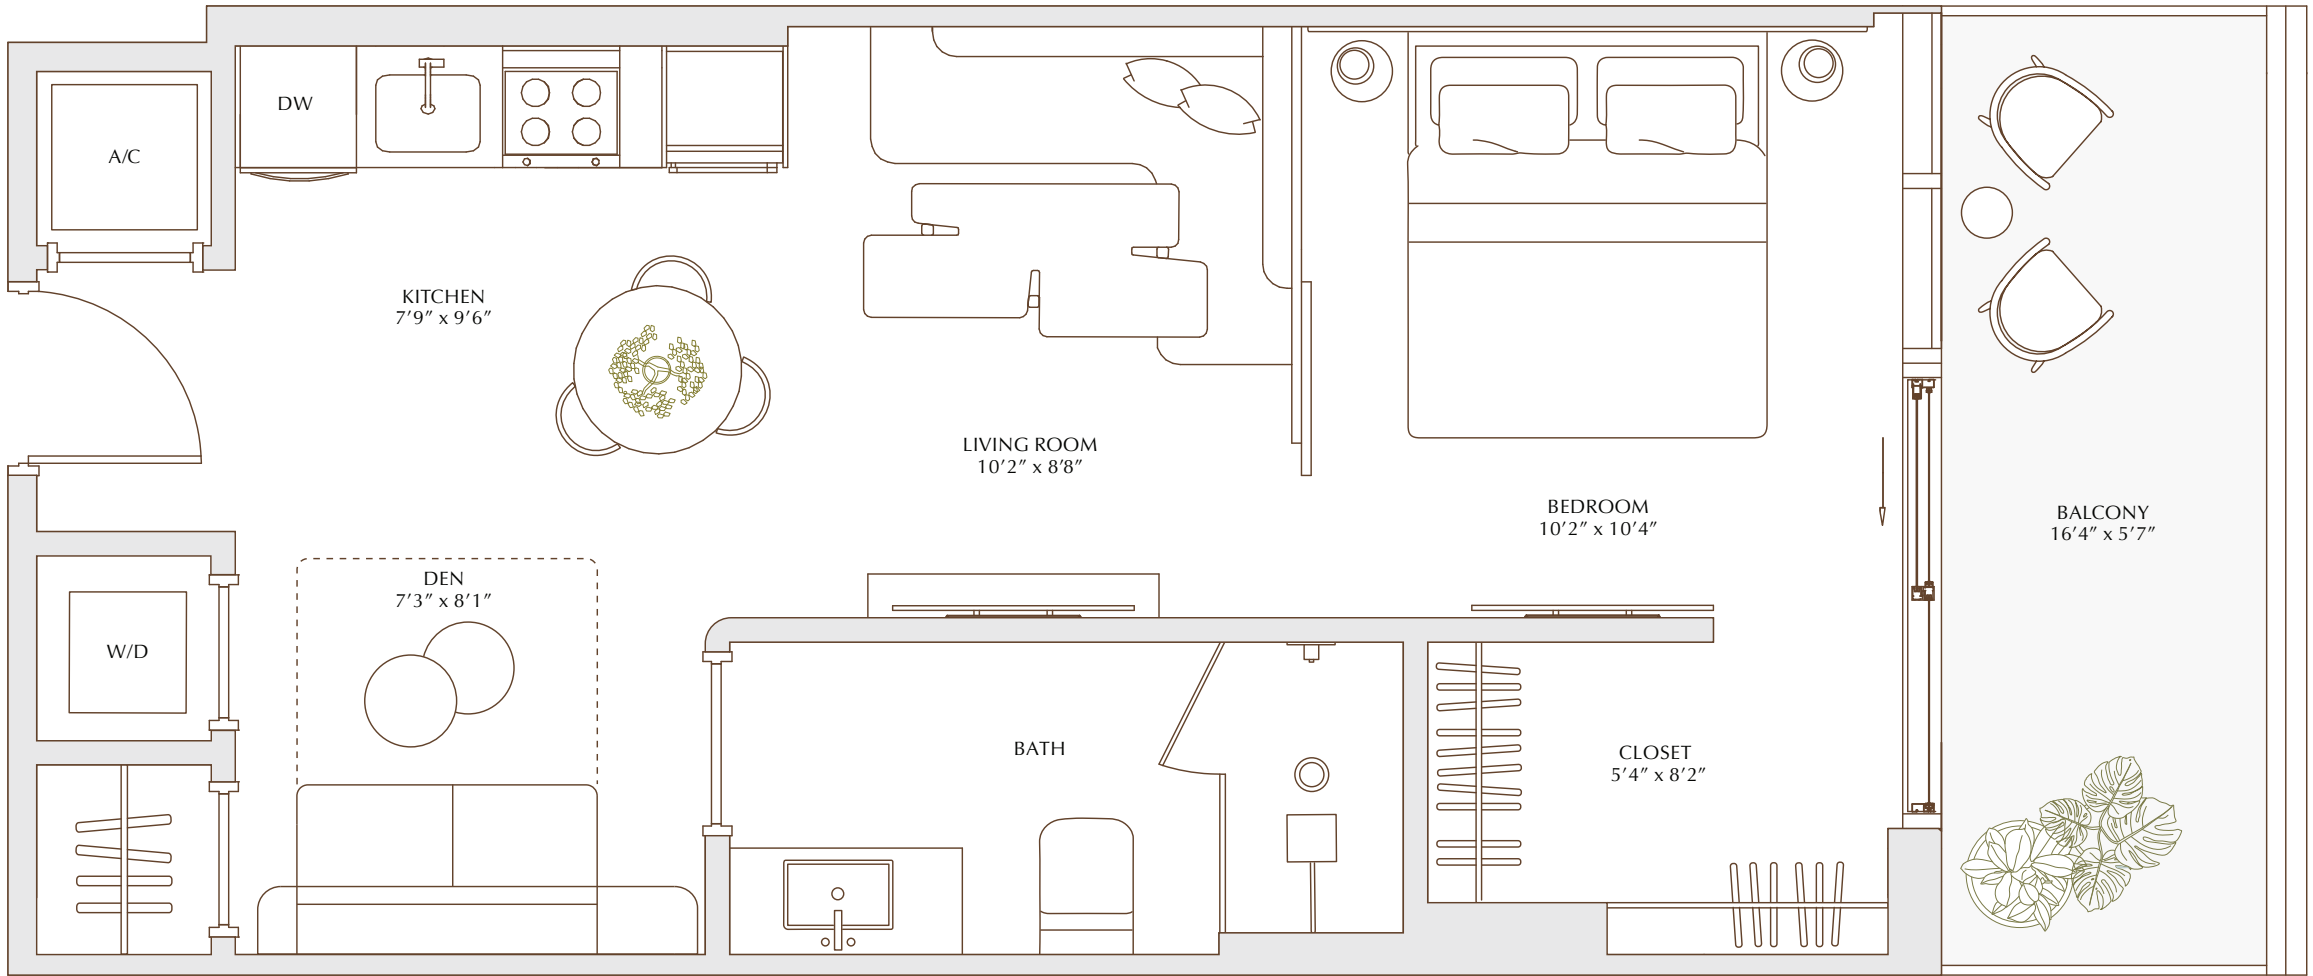 DW
A/C
KITCHEN
7’9” x 9’6”
LIVING ROOM
10’2” x 8’8”
BEDROOM
10’2” x 10’4”
BALCONY
16’4” x 5’7”
DEN
7’3” x 8’1”
W/D
BATH
CLOSET
5’4” x 8’2”